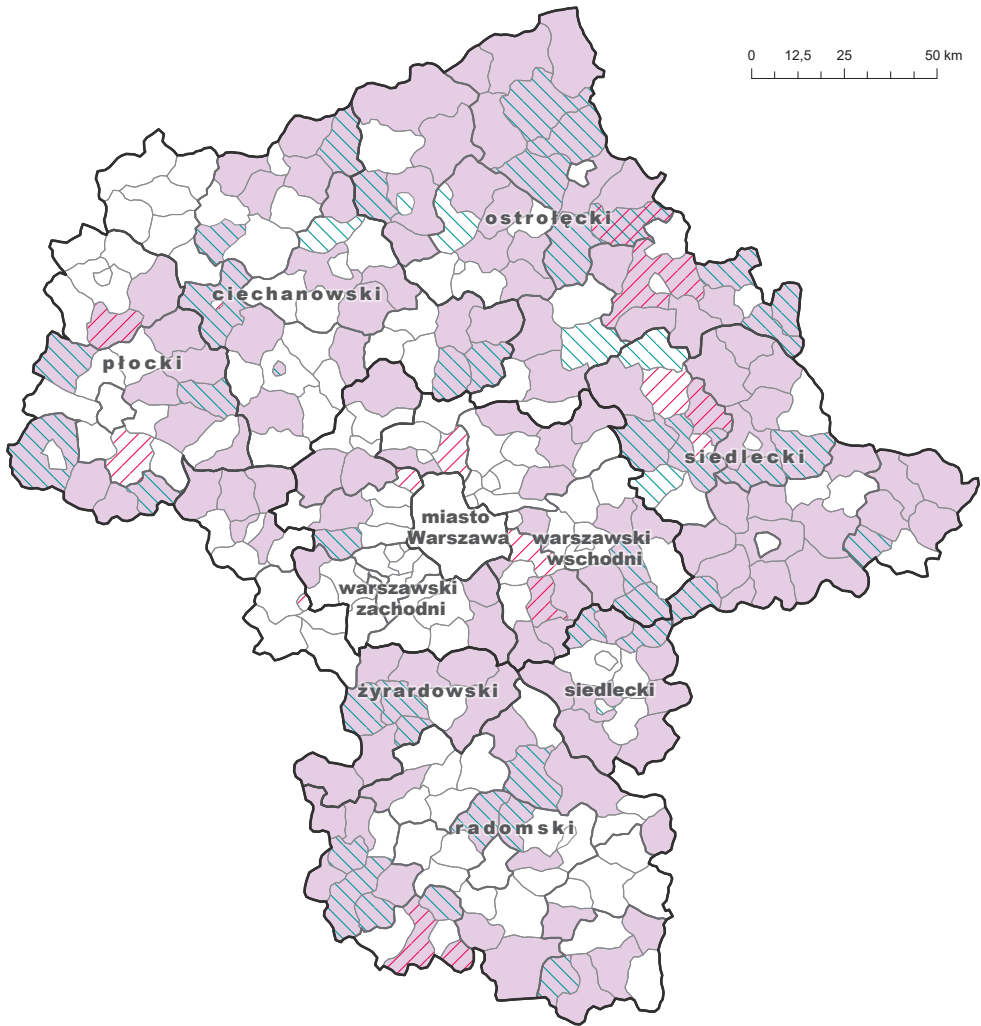 0 12,5 25 50 km
ostrołęcki
ciechanowski
płocki
siedlecki
miasto
Warszawa
warszawski
wschodni
warszawski
zachodni
żyrardowski
siedlecki
radomski